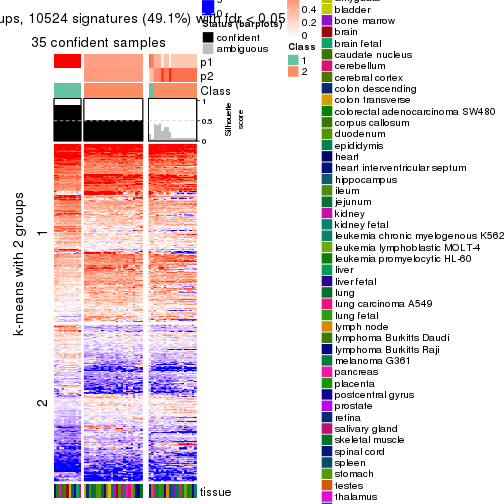 ups, 10524 signatures (49.1%) with fdr < 0.05
35 confident samples
p1
p2
Class
1
0.5
0
Silhouette
score
k-means with 2 groups
1
2
tissue
0
Status (barplots)
confident
ambiguous
0.4
0.2
0
Class
1
2
bladder
bone marrow
brain
brain fetal
caudate nucleus
cerebellum
cerebral cortex
colon descending
colon transverse
colorectal adenocarcinoma SW480
corpus callosum
duodenum
epididymis
heart
heart interventricular septum
hippocampus
ileum
jejunum
kidney
kidney fetal
leukemia chronic myelogenous K562
leukemia lymphoblastic MOLT-4
leukemia promyelocytic HL-60
liver
liver fetal
lung
lung carcinoma A549
lung fetal
lymph node
lymphoma Burkitts Daudi
lymphoma Burkitts Raji
melanoma G361
pancreas
placenta
postcentral gyrus
prostate
retina
salivary gland
skeletal muscle
spinal cord
spleen
stomach
testes
thalamus